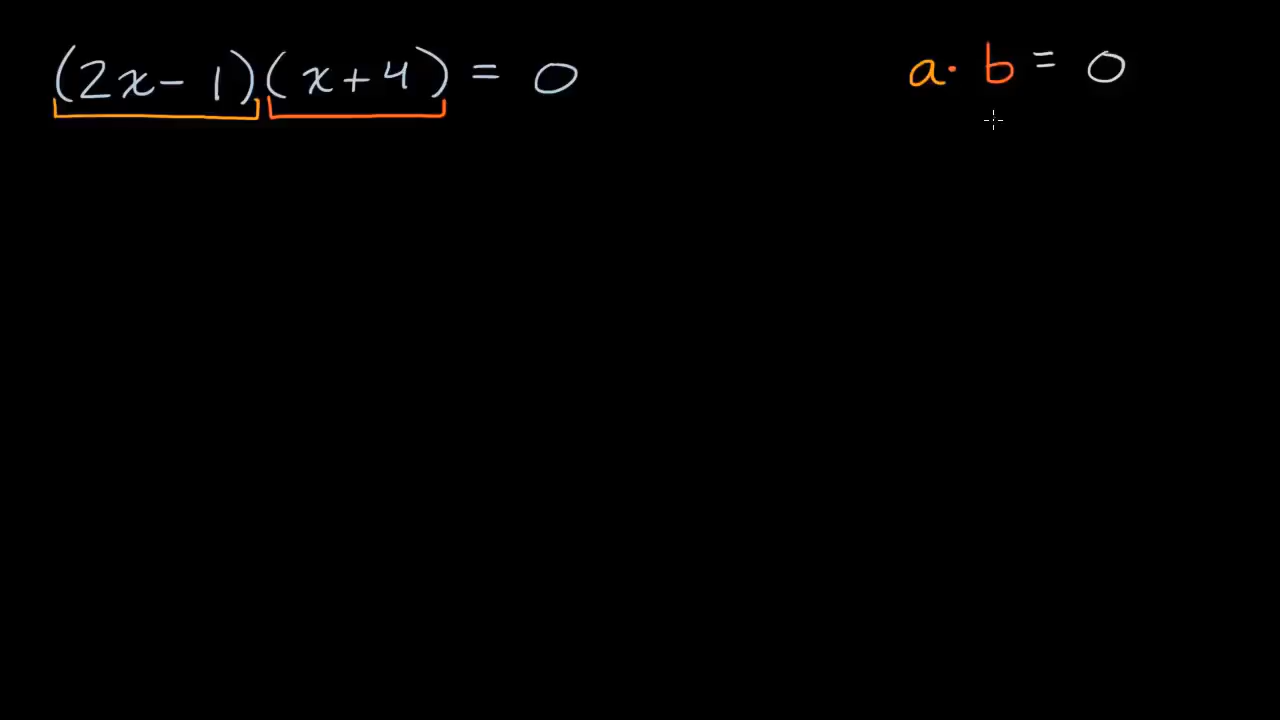 (2x - 1)(x + 4) = 0
a · b = 0